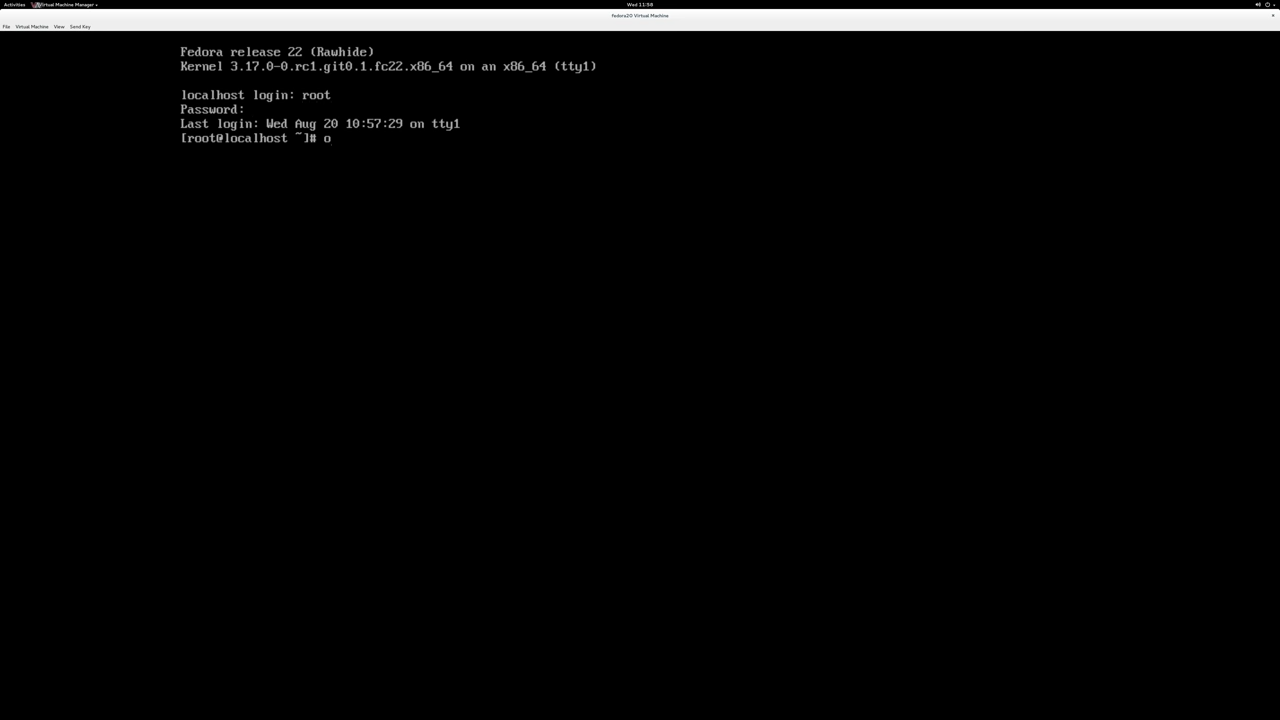 Activities Virtual Machine Manager
Wed 11:58
Fedora20 Virtual Machine
File Virtual Machine View Send Key
Fedora release 22 (Rawhide)
Kernel 3.17.0-0.rc1.git0.1.fc22.x86_64 on an x86_64 (tty1)
localhost login: root
Password:
Last login: Wed Aug 20 10:57:29 on tty1
[root@localhost ~]# o